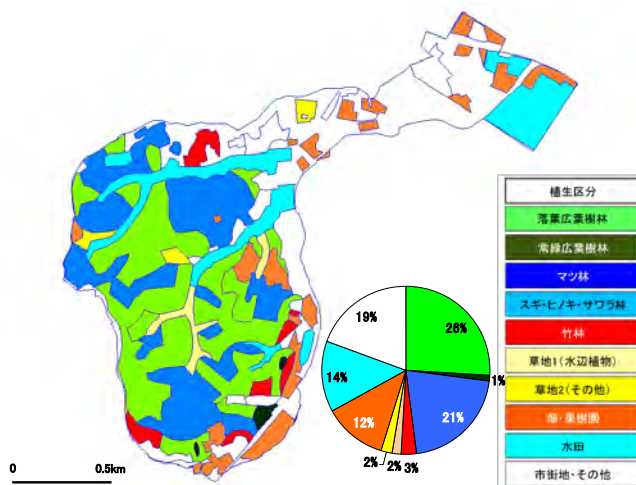 植生区分
落葉広葉樹林
常緑広葉樹林
マツ林
スギ・ヒノキ・サワラ林
竹林
草地1(水辺植物)
草地2(その他)
畑・果樹園
水田
市街地・その他
19%
26%
1%
14%
21%
12%
2%
2%
3%
0
0.5km